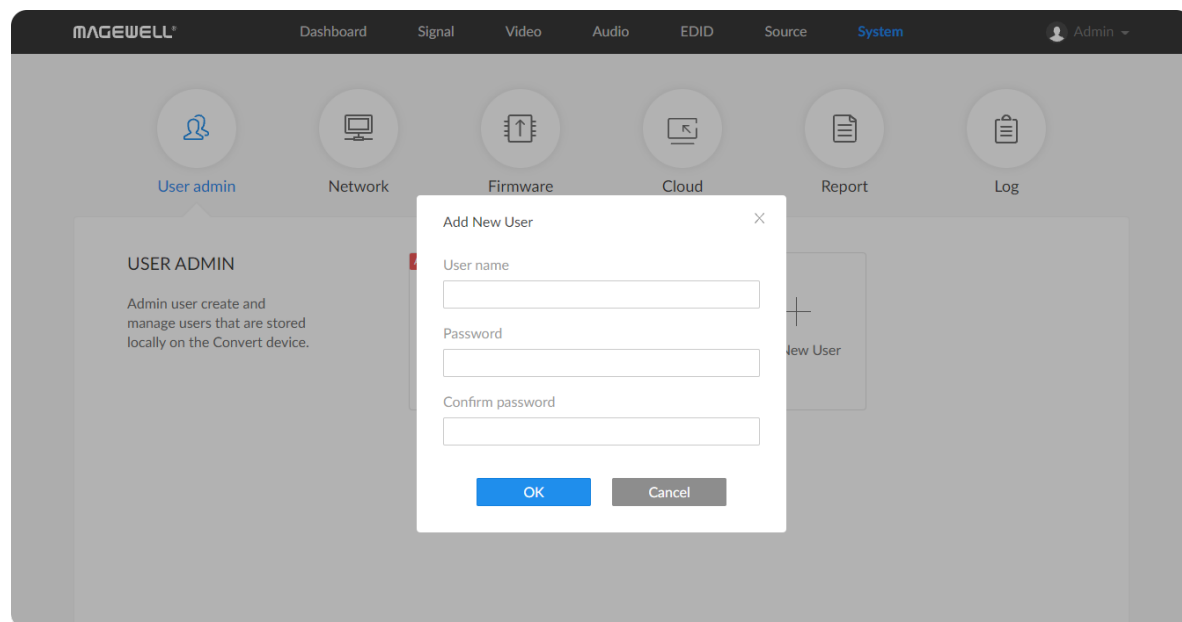 MAGEWELL®
Dashboard Signal Video Audio EDID Source System Admin
User admin Network Firmware Cloud Report Log
Add New User
USER ADMIN
Admin user create and
manage users that are stored
locally on the Convert device.
User name
Password
Confirm password
New User
OK Cancel